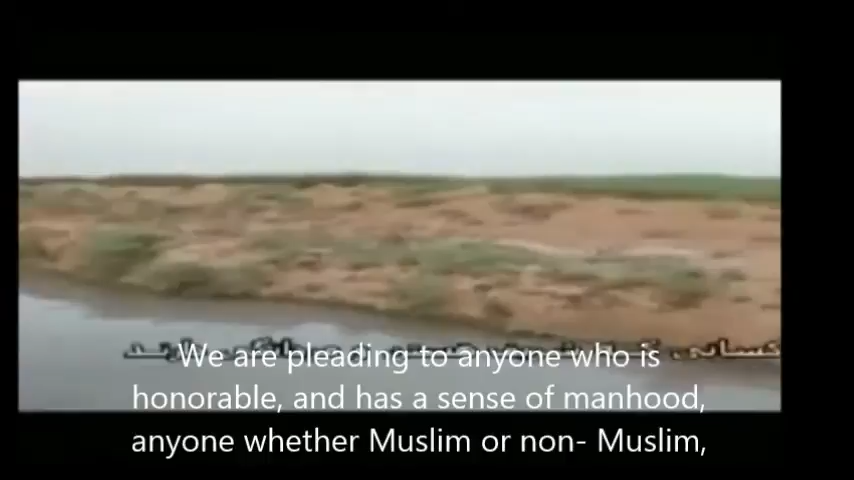 کسانی
We are pleading to anyone who is
honorable, and has a sense of manhood,
anyone whether Muslim or non- Muslim,